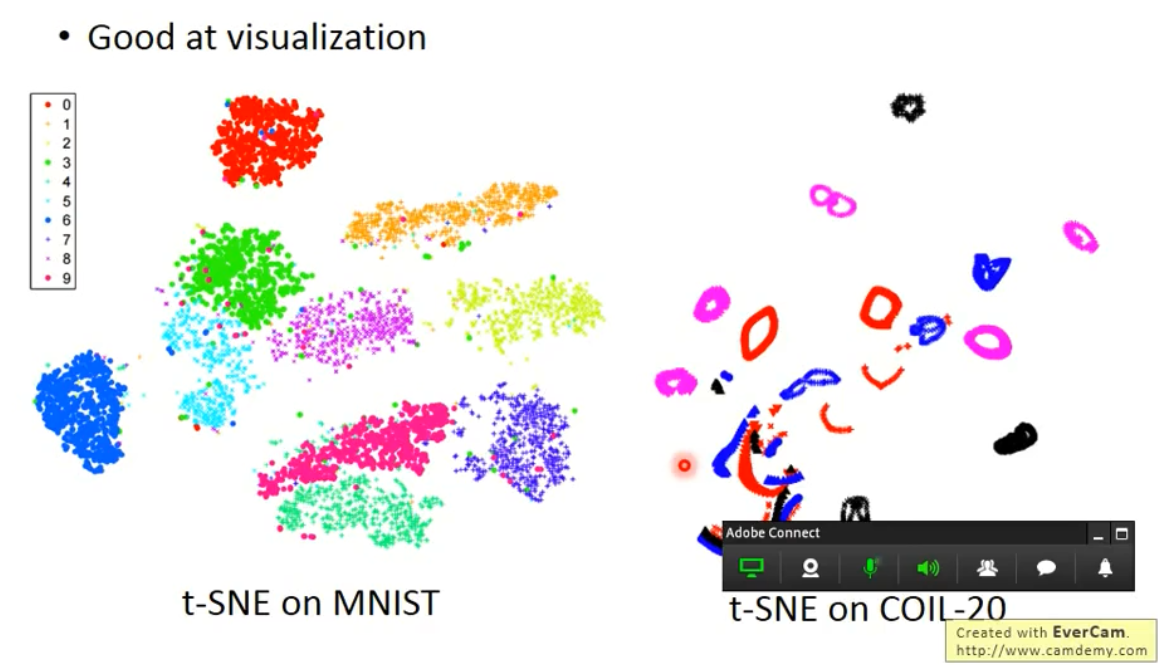 • Good at visualization
0
1
2
3
4
5
6
7
8
9
Adobe Connect
t-SNE on MNIST
t-SNE on COIL-20
Created with EverCam.
http://www.camdemy.com